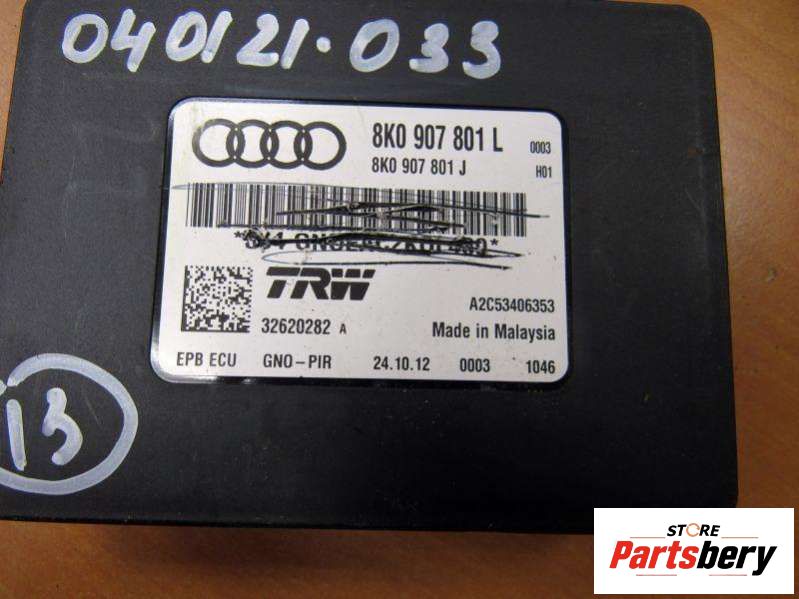 040121·033
8K0 907 801 L 0003
8K0 907 801 J H01
TRW
A2C53406353
32620282 A Made in Malaysia
EPB ECU GNO-PIR 24.10.12 0003 1046
13
STORE
Partsbery